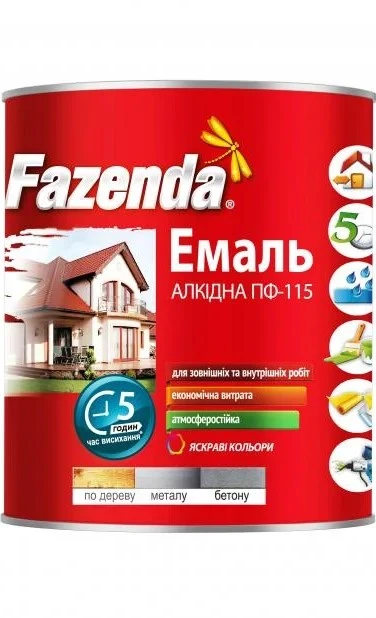 Fazenda®
Емаль
АЛКІДНА ПФ-115
для зовнішніх та внутрішніх робіт
економічна витрата
атмосферостійка
ЯСКРАВІ КОЛЬОРИ
5
5
ГОДИН
ЧАС ВИСИХАННЯ
по дереву
металу
бетону